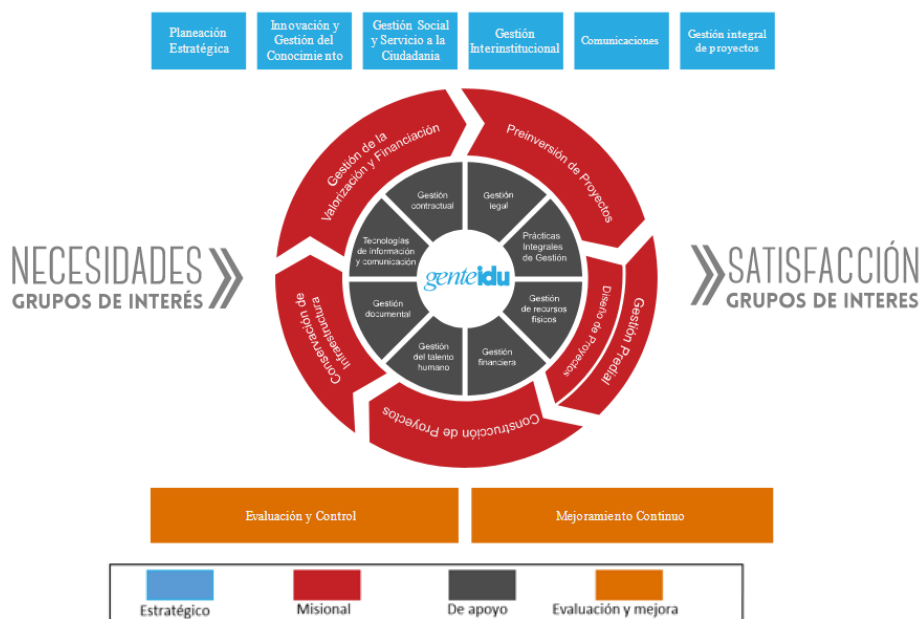 Planeación
Estratégica
Innovación y
Gestión del
Conocimiento
Gestión Social
y Servicio a la
Ciudadania
Gestión
Interinstitucional
Comunicaciones
Gestión integral
de proyectos
Gestión de la
Valorización y Financiación
Preinversión de Proyectos
Gestión
contractual
Gestión
legal
Tecnologías
de información
y comunicación
Prácticas
Integrales
de Gestión
NECESIDADES
GRUPOS DE INTERÉS
genteidu
SATISFACCIÓN
GRUPOS DE INTERES
Gestión
documental
Gestión
de recursos
físicos
Gestión
del talento
humano
Gestión
financiera
Conservación de
Infraestructura
Diseño de Proyectos
Gestión Predial
Construcción de Proyectos
Evaluación y Control
Mejoramiento Continuo
Estratégico
Misional
De apoyo
Evaluación y mejora